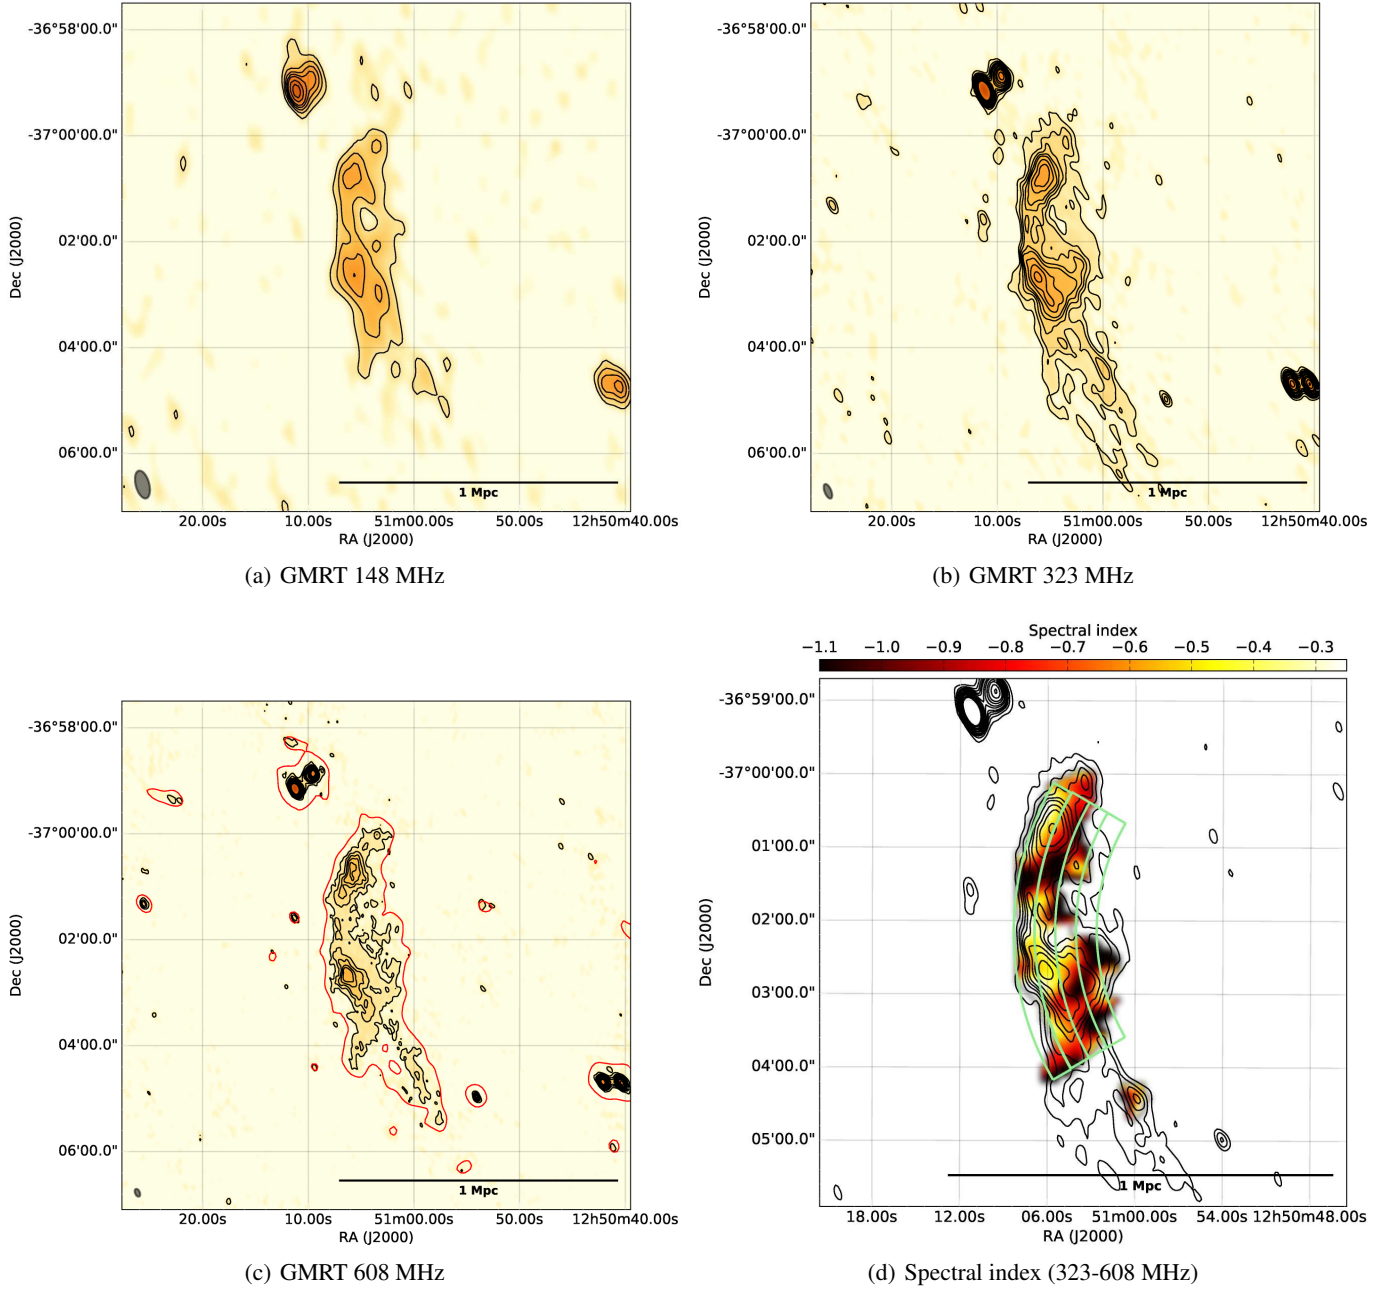 -36°58'00.0"
-37°00'00.0"
02'00.0"
04'00.0"
06'00.0"
Dec (J2000)
1 Mpc
20.00s 10.00s 51m00.00s 50.00s 12h50m40.00s
RA (J2000)
(a) GMRT 148 MHz
-36°58'00.0"
-37°00'00.0"
02'00.0"
04'00.0"
06'00.0"
Dec (J2000)
1 Mpc
20.00s 10.00s 51m00.00s 50.00s 12h50m40.00s
RA (J2000)
(b) GMRT 323 MHz
-36°58'00.0"
-37°00'00.0"
02'00.0"
04'00.0"
06'00.0"
Dec (J2000)
1 Mpc
20.00s 10.00s 51m00.00s 50.00s 12h50m40.00s
RA (J2000)
(c) GMRT 608 MHz
Spectral index
−1.1 −1.0 −0.9 −0.8 −0.7 −0.6 −0.5 −0.4 −0.3
-36°59'00.0"
-37°00'00.0"
01'00.0"
02'00.0"
03'00.0"
04'00.0"
05'00.0"
Dec (J2000)
1 Mpc
18.00s 12.00s 06.00s 51m00.00s 54.00s 12h50m48.00s
RA (J2000)
(d) Spectral index (323-608 MHz)